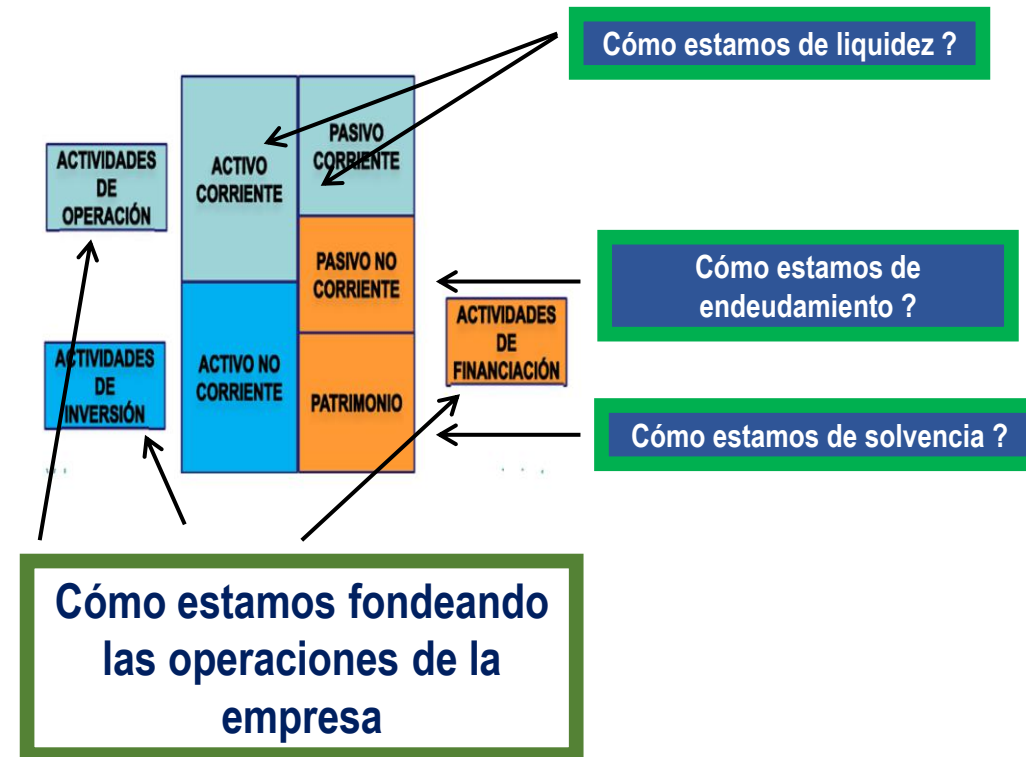 Cómo estamos de liquidez ?
ACTIVIDADES
DE
OPERACIÓN
ACTIVO
CORRIENTE
PASIVO
CORRIENTE
PASIVO NO
CORRIENTE
Cómo estamos de
endeudamiento ?
ACTIVIDADES
DE
INVERSIÓN
ACTIVO NO
CORRIENTE
PATRIMONIO
ACTIVIDADES
DE
FINANCIACIÓN
Cómo estamos de solvencia ?
Cómo estamos fondeando
las operaciones de la
empresa